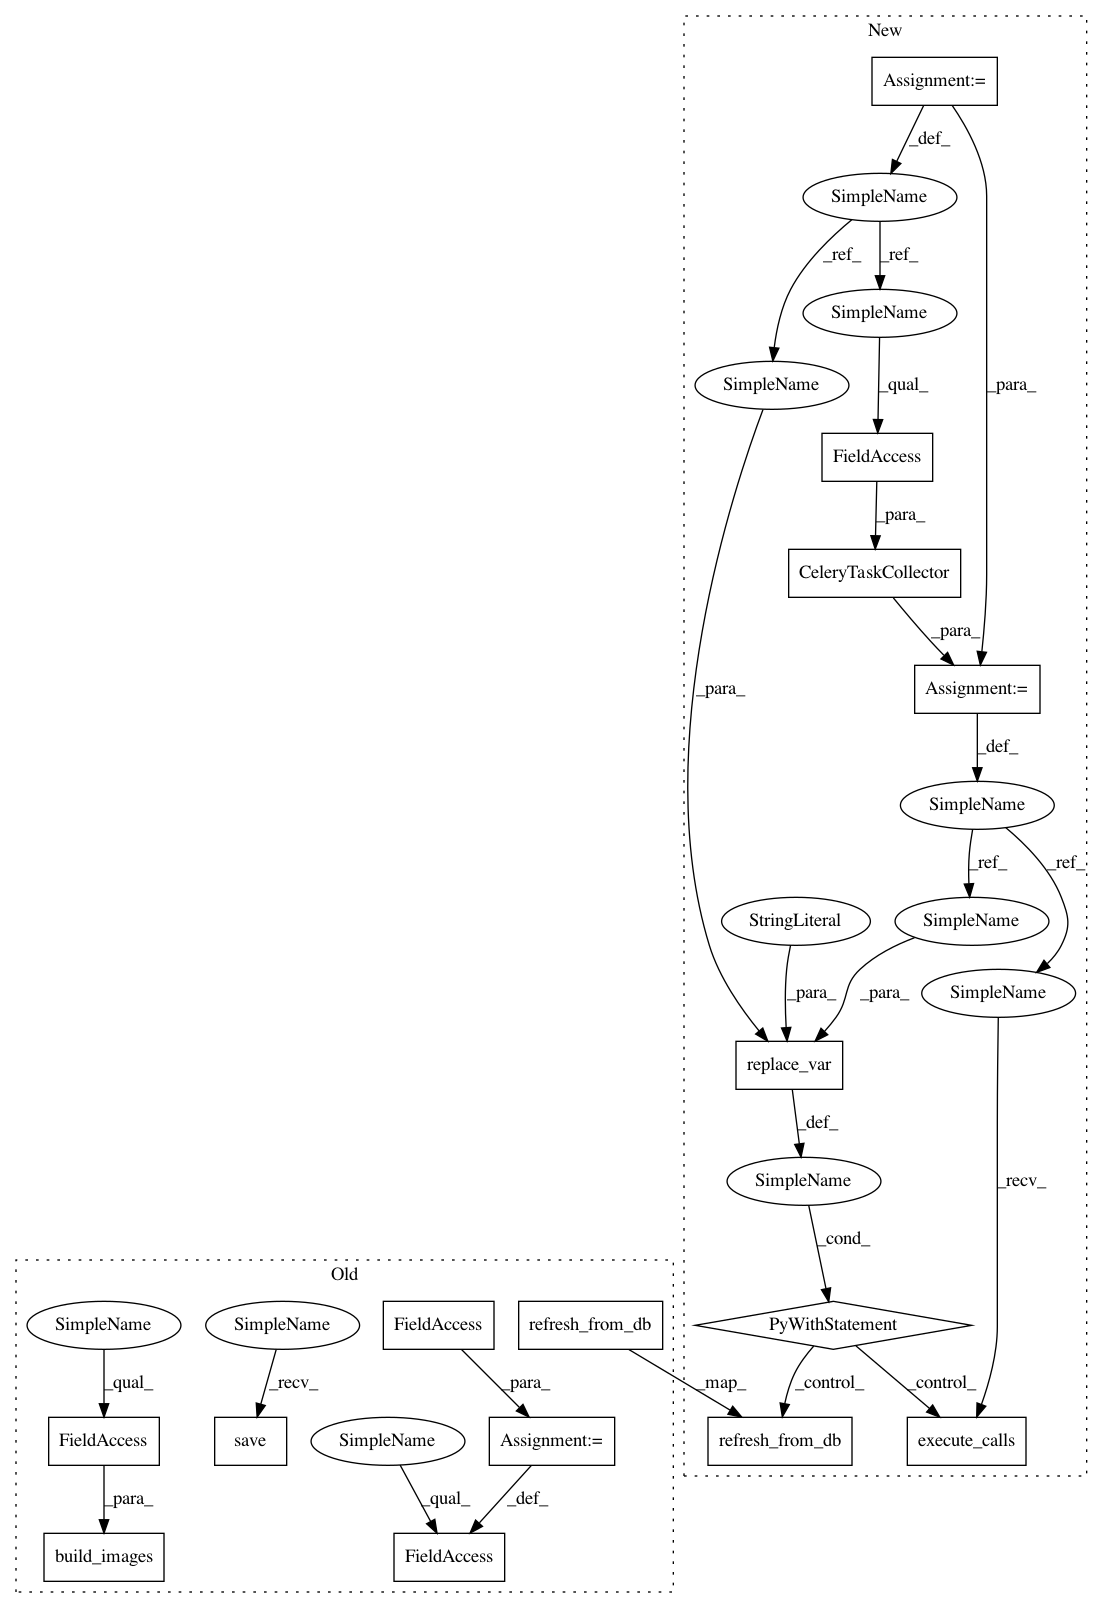 New
Assignment:=
_def_
SimpleName
_ref_
_ref_
SimpleName
SimpleName
_qual_
_para_
FieldAccess
_para_
CeleryTaskCollector
_para_
_para_
Assignment:=
_def_
SimpleName
_ref_
_ref_
StringLiteral
SimpleName
SimpleName
_para_
_para_
replace_var
_def_
SimpleName
_recv_
_cond_
Old
SimpleName
SimpleName
FieldAccess
refresh_from_db
PyWithStatement
_qual_
_recv_
_para_
_map_
_control_
_control_
FieldAccess
save
SimpleName
Assignment:=
refresh_from_db
execute_calls
_para_
_qual_
_def_
build_images
FieldAccess